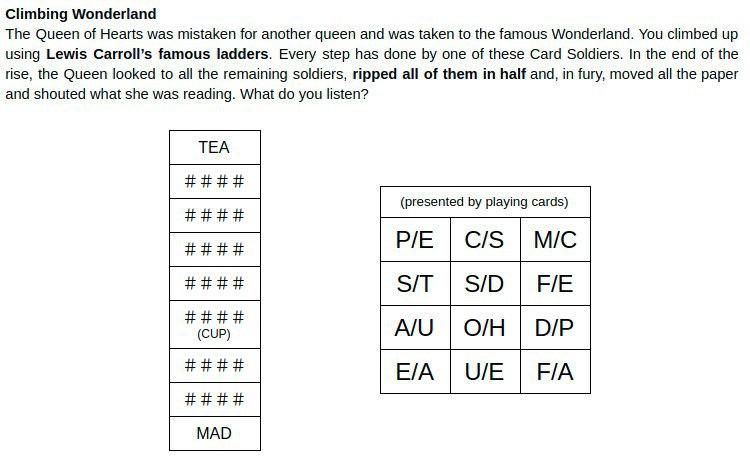 Climbing Wonderland
The Queen of Hearts was mistaken for another queen and was taken to the famous Wonderland. You climbed up
using Lewis Carroll's famous ladders. Every step has done by one of these Card Soldiers. In the end of the
rise, the Queen looked to all the remaining soldiers, ripped all of them in half and, in fury, moved all the paper
and shouted what she was reading. What do you listen?
TEA
# # # #
# # # #
# # # #
# # # #
# # # #
(CUP)
# # # #
# # # #
MAD
(presented by playing cards)
P/E C/S M/C
S/T S/D F/E
A/U O/H D/P
E/A U/E F/A